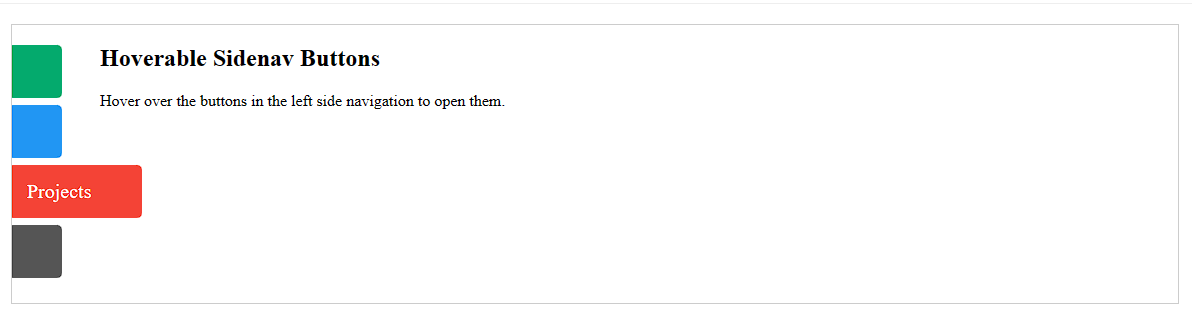 Hoverable Sidenav Buttons
Hover over the buttons in the left side navigation to open them.
Projects